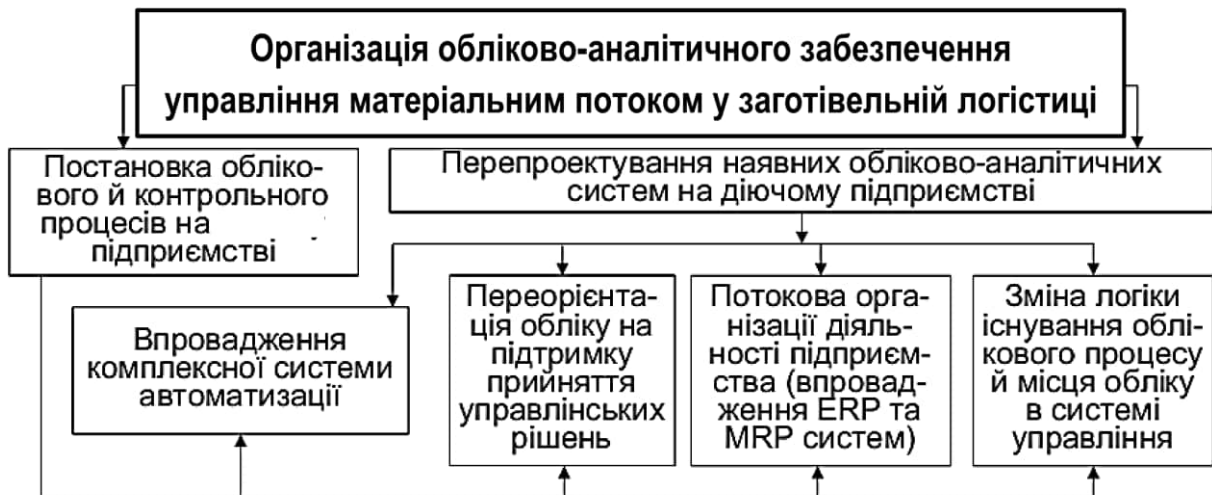 Організація обліково-аналітичного забезпечення
управління матеріальним потоком у заготівельній логістиці
Постановка обліко-
вого й контрольного
процесів на
підприємстві
Перепроектування наявних обліково-аналітичних
систем на діючому підприємстві
Впровадження
комплексної системи
автоматизації
Переорієнта-
ція обліку на
підтримку
прийняття
управлінських
рішень
Потокова орга-
нізації діяль-
ності підприєм-
ства (впровад-
ження ERP та
MRP систем)
Зміна логіки
існування облі-
кового процесу
й місця обліку
в системі
управління